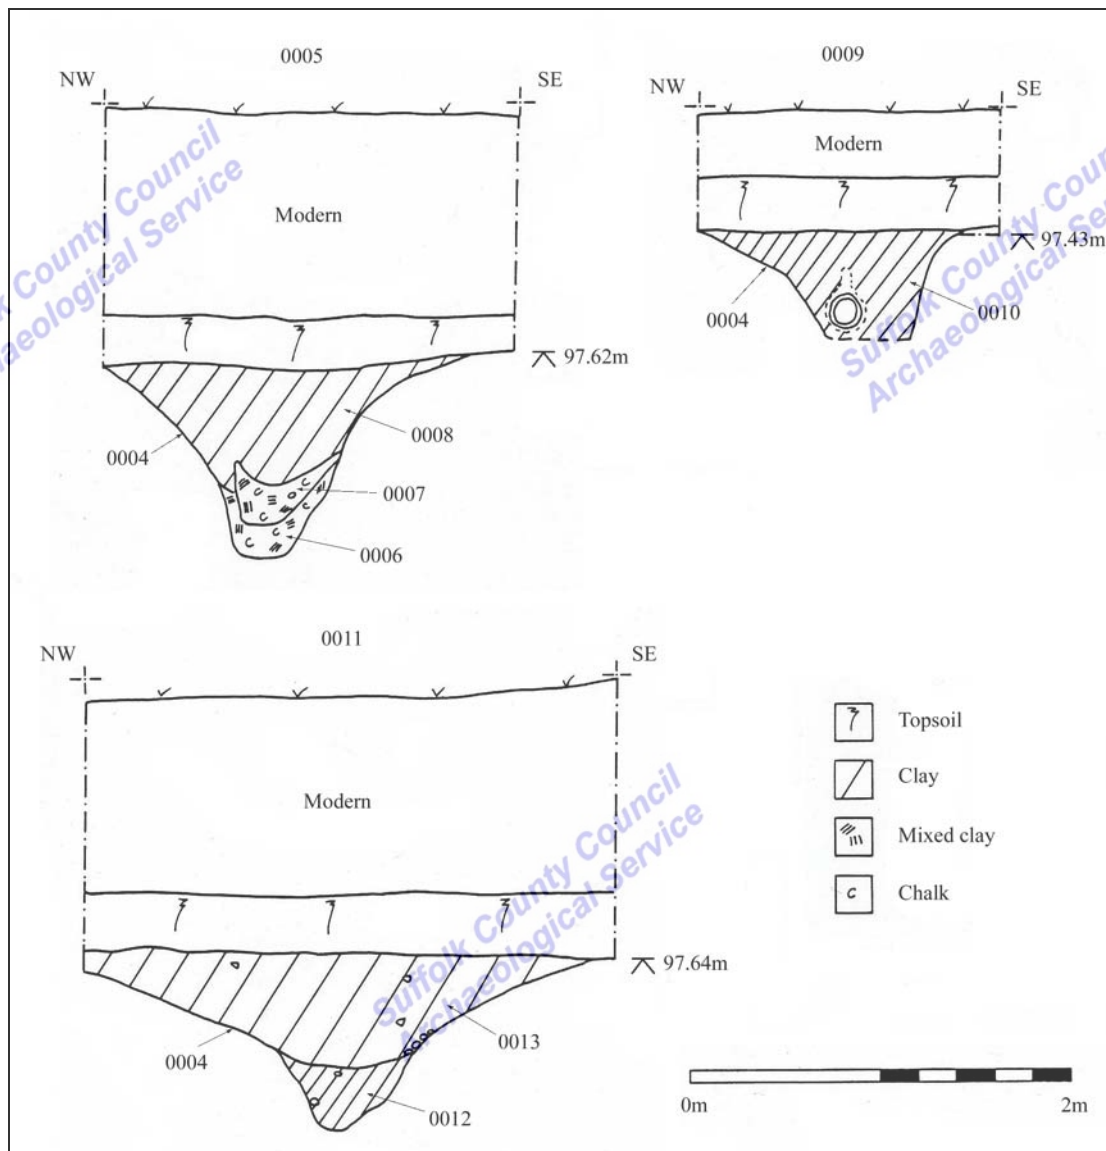 0005
NW
SE
Modern
97.62m
0004
0008
0007
0006
0009
NW
SE
Modern
97.43m
0004
0010
0011
NW
SE
Modern
97.64m
0004
0013
0012
Topsoil
Clay
Mixed clay
Chalk
0m
2m
Suffolk County Council
Archaeological Service
Suffolk County Council
Archaeological Service
Suffolk County Council
Archaeological Service